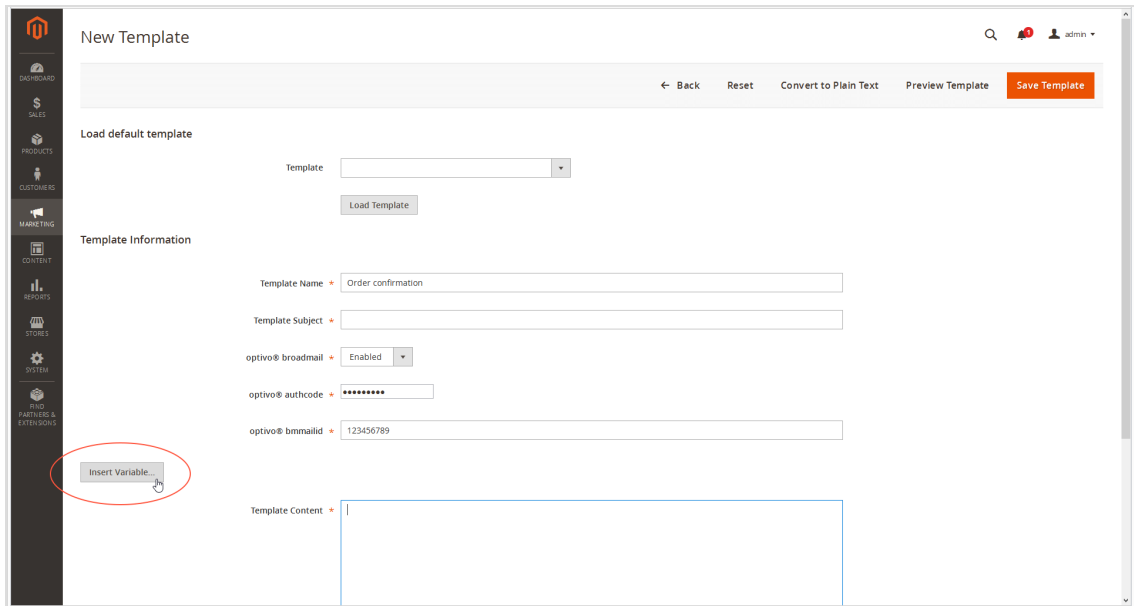 New Template
1
admin
← Back Reset Convert to Plain Text Preview Template Save Template
DASHBOARD
SALES
PRODUCTS
CUSTOMERS
MARKETING
CONTENT
REPORTS
STORES
SYSTEM
FIND
PARTNERS &
EXTENSIONS
Load default template
Template
Load Template
Template Information
Template Name * Order confirmation
Template Subject *
optivo® broadmail * Enabled
optivo® authcode * •••••••••
optivo® bmmailid * 123456789
Insert Variable...
Template Content *